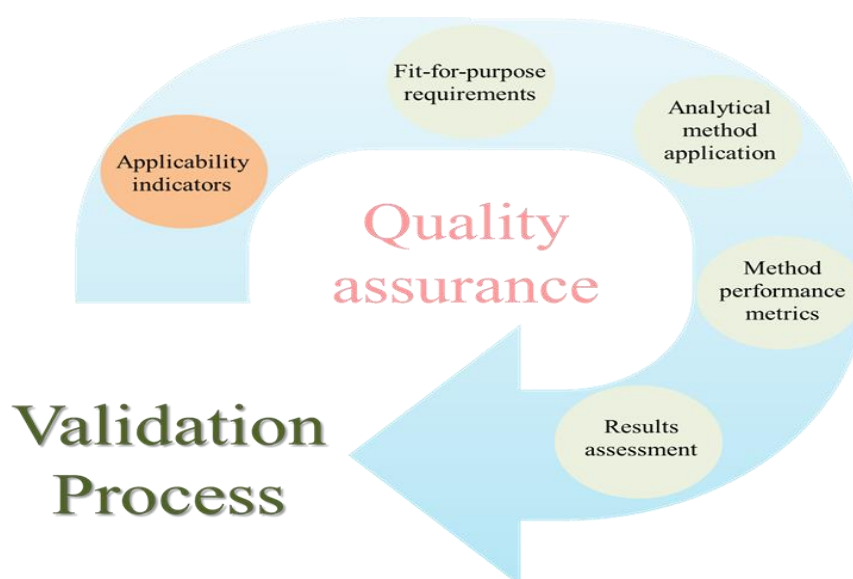 Fit-for-purpose
requirements
Analytical
method
application
Applicability
indicators
Quality
assurance
Method
performance
metrics
Results
assessment
Validation
Process